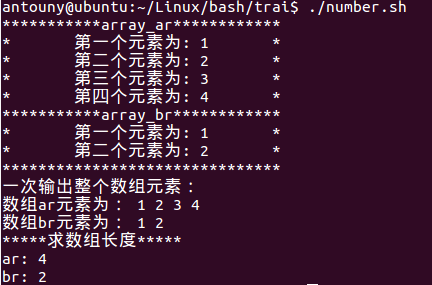 antouny@ubuntu:~/Linux/bash/trai$ ./number.sh
***********array_ar************
*       第一个元素为: 1       *
*       第二个元素为: 2       *
*       第三个元素为: 3       *
*       第四个元素为: 4       *
***********array_br************
*       第一个元素为: 1       *
*       第二个元素为: 2       *
*******************************
一次输出整个数组元素：
数组ar元素为： 1 2 3 4
数组br元素为： 1 2
*****求数组长度*****
ar: 4
br: 2